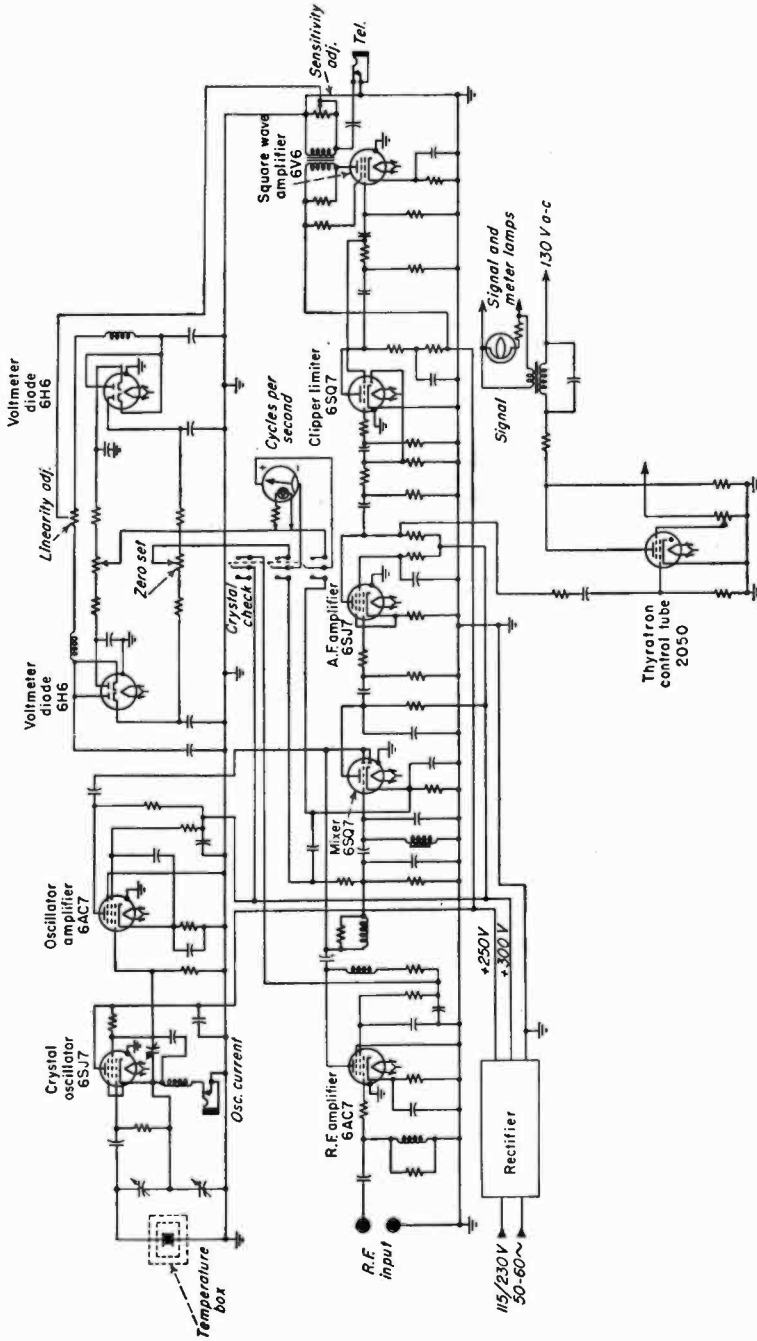 Temperature
box
Crystal
oscillator
6SJ7
Osc. current
Oscillator
amplifier
6AC7
Voltmeter
diode
6H6
Linearity adj.
Zero set
Voltmeter
diode
6H6
Crystal
check
Cycles per
second
+
−
Square wave
amplifier
6V6
Sensitivity
adj.
Tel.
R.F.
input
R.F. amplifier
6AC7
Mixer
6SQ7
A.F. amplifier
6SJ7
Clipper limiter
6SQ7
115/230V
50-60~
Rectifier
+250V
+300V
Thyratron
control tube
2050
Signal
Signal and
meter lamps
130 V a-c